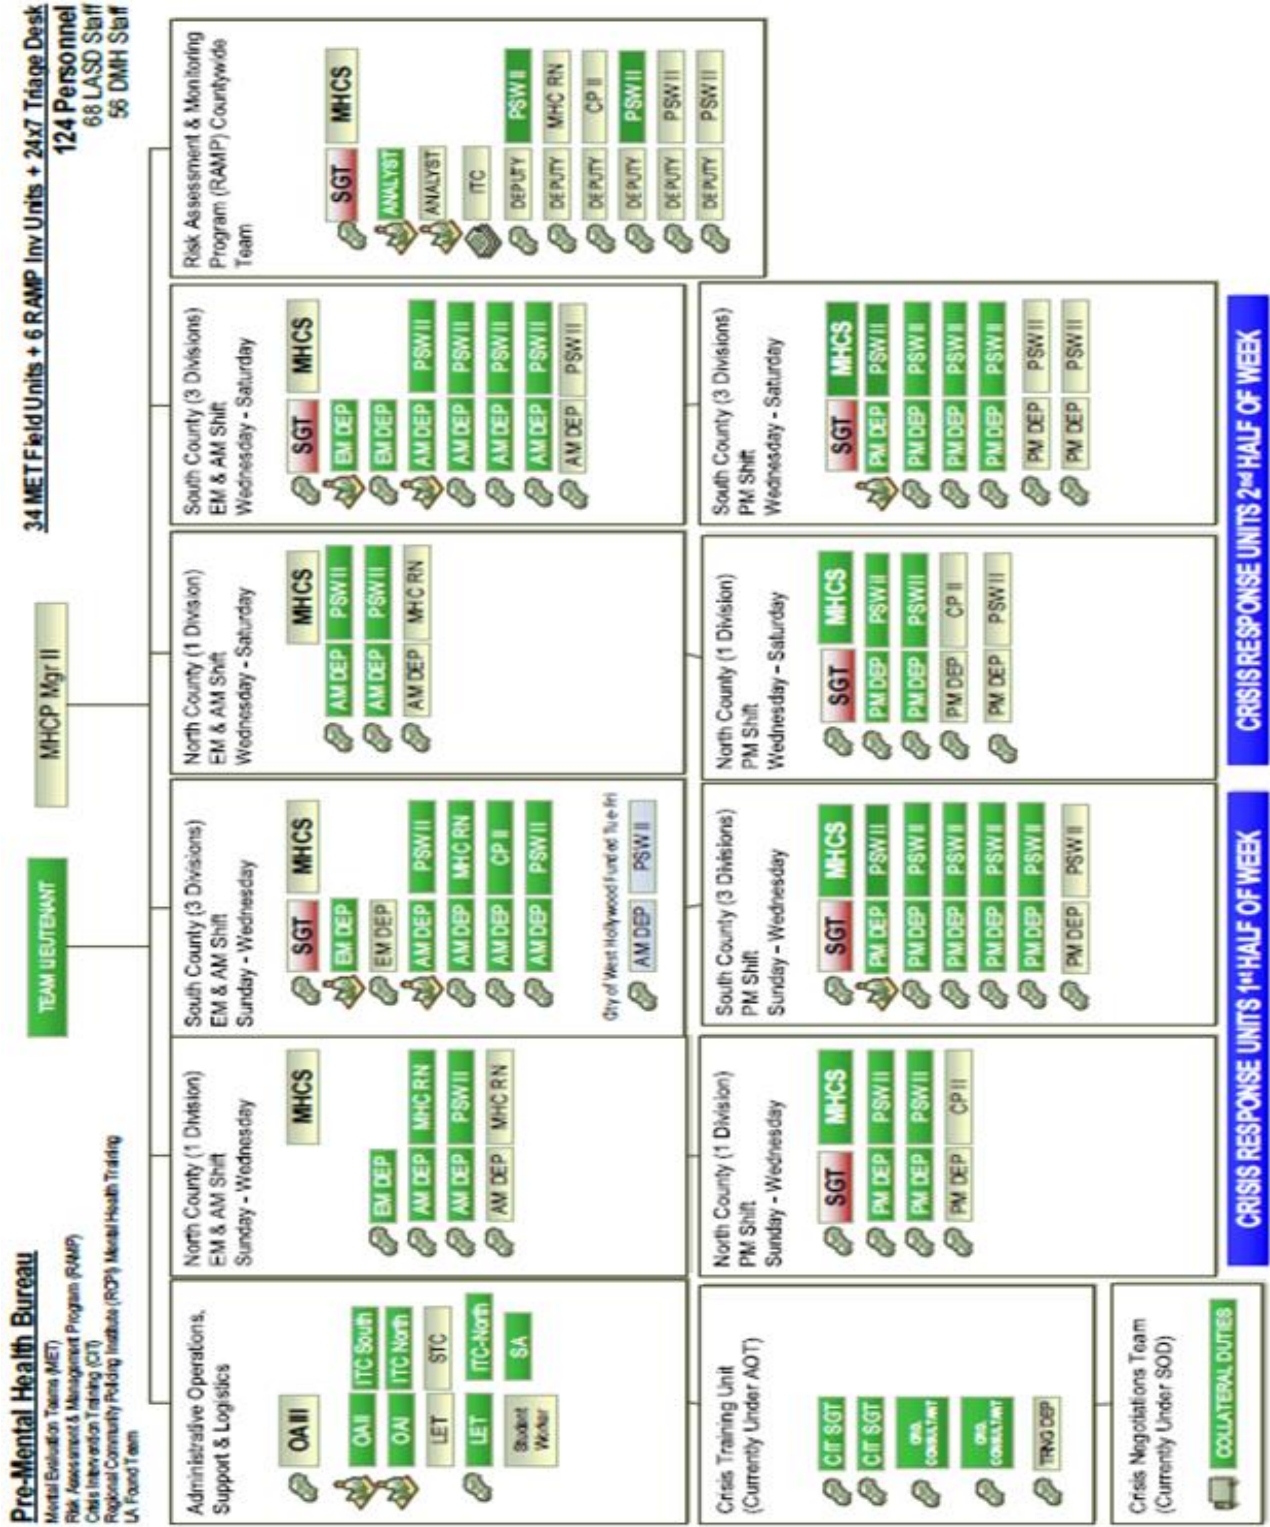 Pre-Mental Health Bureau
Mental Evaluation Teams (MET)
Risk Assessment & Management Program (RAMP)
Crisis Intervention Training (CIT)
Regional Community Policing Institute (RCPI) Mental Health Training
LA Found Team
TEAM LIEUTENANT
MHCP Mgr II
34 MET Field Units + 6 RAMP Inv Units + 24x7 Triage Desk
124 Personnel
68 LASD Staff
56 DMH Staff
Administrative Operations,
Support & Logistics
OA III
OAII ITC South
OAI ITC North
LET STC
LET ITC-North
Student
Worker
SA
North County (1 Division)
EM & AM Shift
Sunday - Wednesday
MHCS
EM DEP
AM DEP MHC RN
AM DEP PSW II
AM DEP MHC RN
South County (3 Divisions)
EM & AM Shift
Sunday - Wednesday
SGT MHCS
EM DEP
EM DEP
AM DEP PSW II
AM DEP MHC RN
AM DEP CP II
AM DEP PSW II
City of West Hollywood Funded Tue-Fri
AM DEP PSW II
North County (1 Division)
EM & AM Shift
Wednesday - Saturday
MHCS
AM DEP PSW II
AM DEP PSW II
AM DEP MHC RN
South County (3 Divisions)
EM & AM Shift
Wednesday - Saturday
SGT MHCS
EM DEP
EM DEP
AM DEP PSW II
AM DEP PSW II
AM DEP PSW II
AM DEP PSW II
AM DEP PSW II
Risk Assessment & Monitoring
Program (RAMP) Countywide
Team
SGT MHCS
ANALYST
ANALYST
ITC
DEPUTY PSW II
DEPUTY MHC RN
DEPUTY CP II
DEPUTY PSW II
DEPUTY PSW II
DEPUTY PSW II
Crisis Training Unit
(Currently Under AOT)
CIT SGT
CIT SGT
CONSULTANT
CONSULTANT
TRNG DEP
North County (1 Division)
PM Shift
Sunday - Wednesday
SGT MHCS
PM DEP PSW II
PM DEP PSW II
PM DEP CP II
South County (3 Divisions)
PM Shift
Sunday - Wednesday
SGT MHCS
PM DEP PSW II
PM DEP PSW II
PM DEP PSW II
PM DEP PSW II
PM DEP PSW II
PM DEP PSW II
North County (1 Division)
PM Shift
Wednesday - Saturday
SGT MHCS
PM DEP PSW II
PM DEP PSW II
PM DEP CP II
PM DEP PSW II
South County (3 Divisions)
PM Shift
Wednesday - Saturday
SGT MHCS
PM DEP PSW II
PM DEP PSW II
PM DEP PSW II
PM DEP PSW II
PM DEP PSW II
PM DEP PSW II
Crisis Negotiations Team
(Currently Under SOD)
COLLATERAL DUTIES
CRISIS RESPONSE UNITS 1st HALF OF WEEK
CRISIS RESPONSE UNITS 2nd HALF OF WEEK